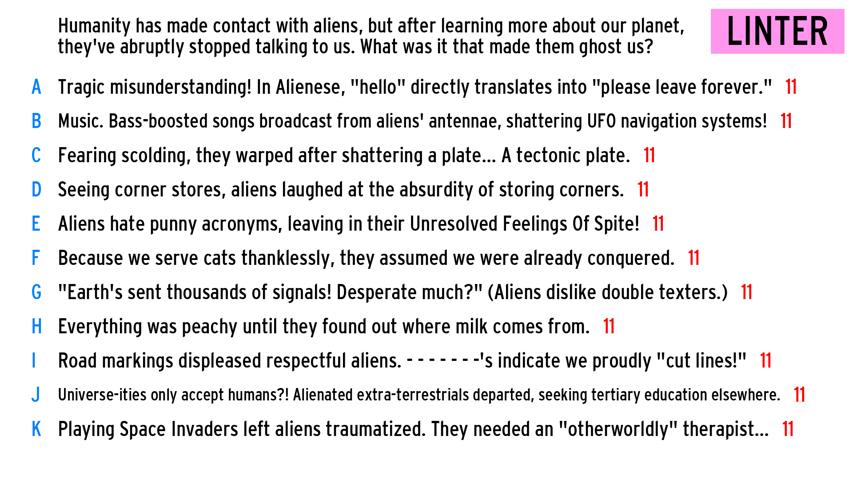 Humanity has made contact with aliens, but after learning more about our planet,
they've abruptly stopped talking to us. What was it that made them ghost us?
LINTER
A Tragic misunderstanding! In Alienese, "hello" directly translates into "please leave forever." 11
B Music. Bass-boosted songs broadcast from aliens' antennae, shattering UFO navigation systems! 11
C Fearing scolding, they warped after shattering a plate... A tectonic plate. 11
D Seeing corner stores, aliens laughed at the absurdity of storing corners. 11
E Aliens hate punny acronyms, leaving in their Unresolved Feelings Of Spite! 11
F Because we serve cats thanklessly, they assumed we were already conquered. 11
G "Earth's sent thousands of signals! Desperate much?" (Aliens dislike double texters.) 11
H Everything was peachy until they found out where milk comes from. 11
I Road markings displeased respectful aliens. - - - - - - -'s indicate we proudly "cut lines!" 11
J Universe-ities only accept humans?! Alienated extra-terrestrials departed, seeking tertiary education elsewhere. 11
K Playing Space Invaders left aliens traumatized. They needed an "otherworldly" therapist... 11